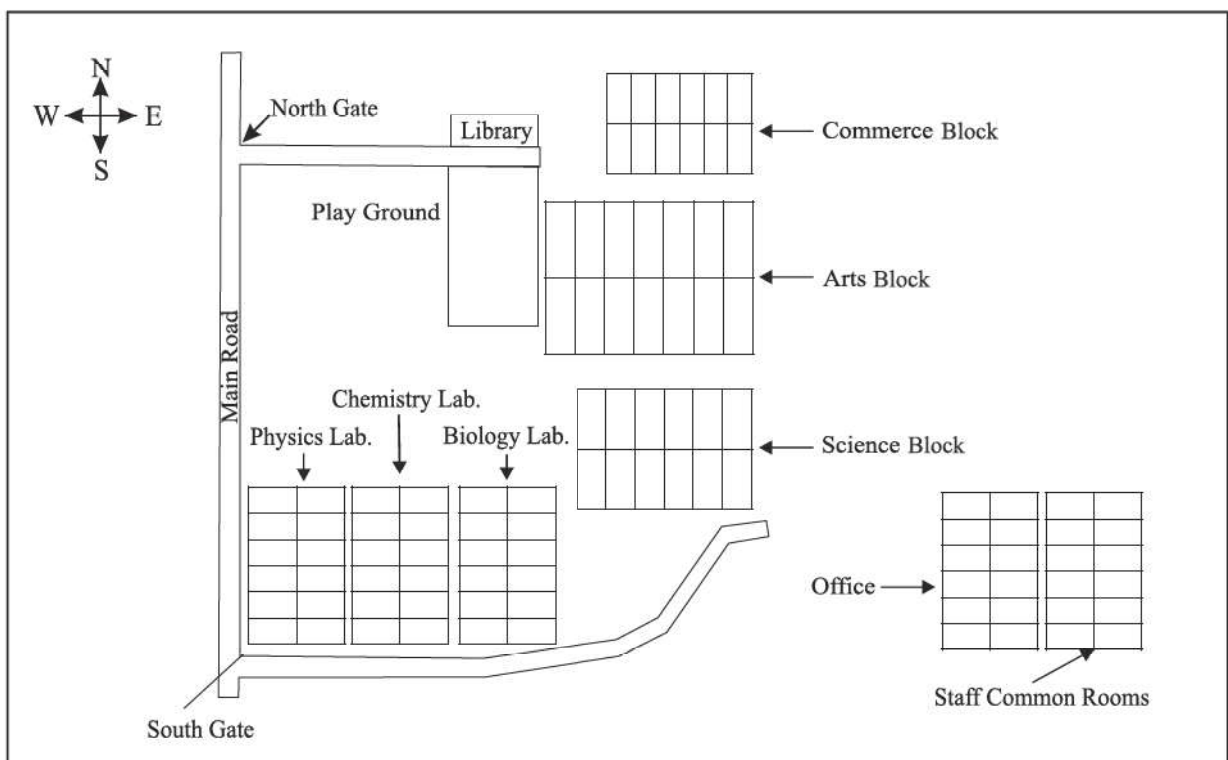 N
W E
S
North Gate
Library
Commerce Block
Play Ground
Arts Block
Main Road
Chemistry Lab.
Physics Lab.
Biology Lab.
Science Block
Office
Staff Common Rooms
South Gate